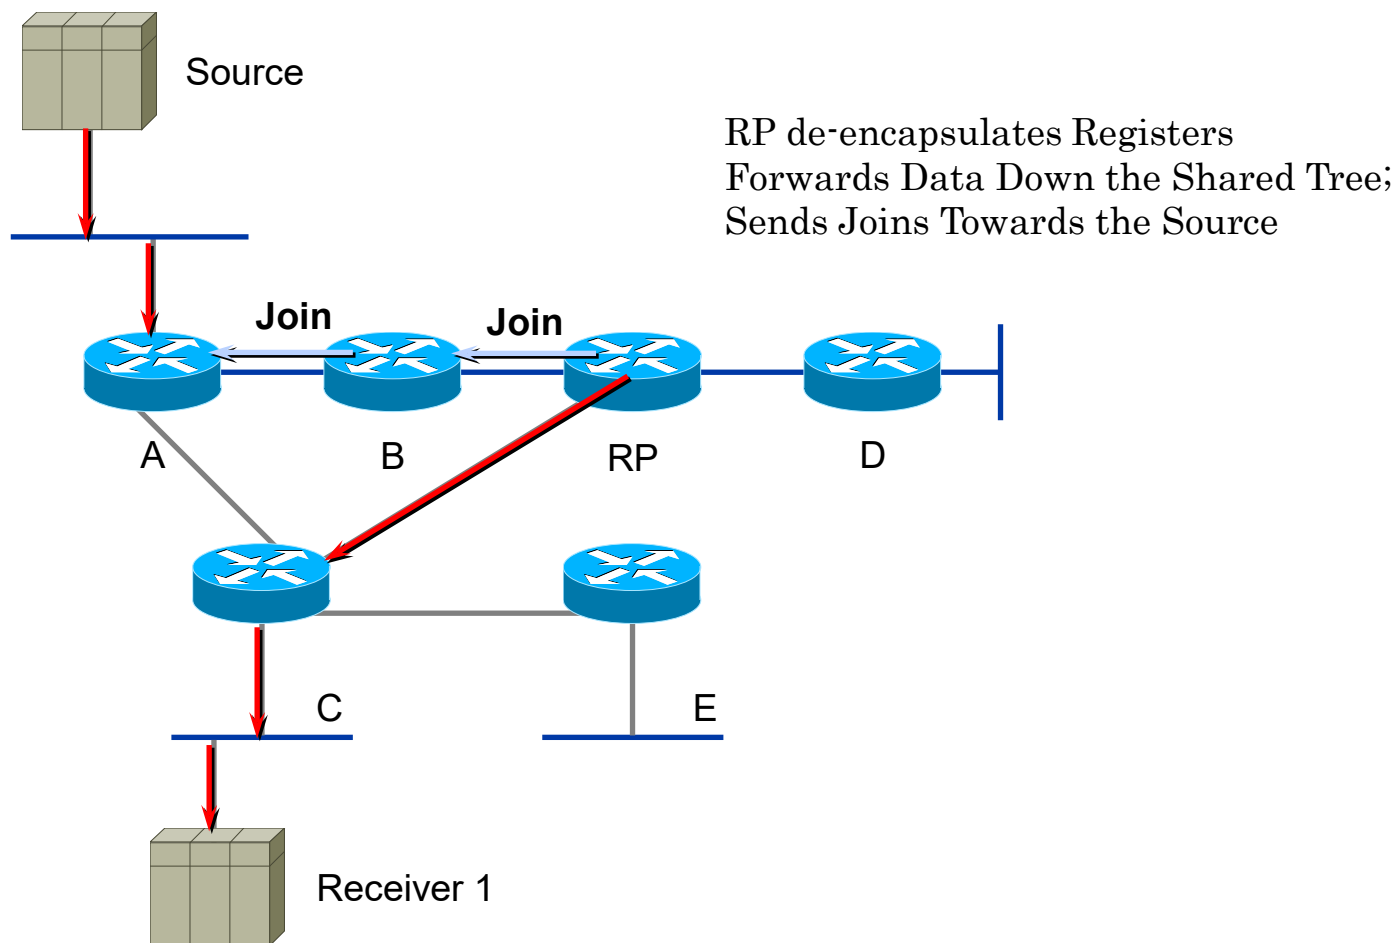 Source
RP de-encapsulates Registers
Forwards Data Down the Shared Tree;
Sends Joins Towards the Source
Join
Join
A
B
RP
D
C
E
Receiver 1